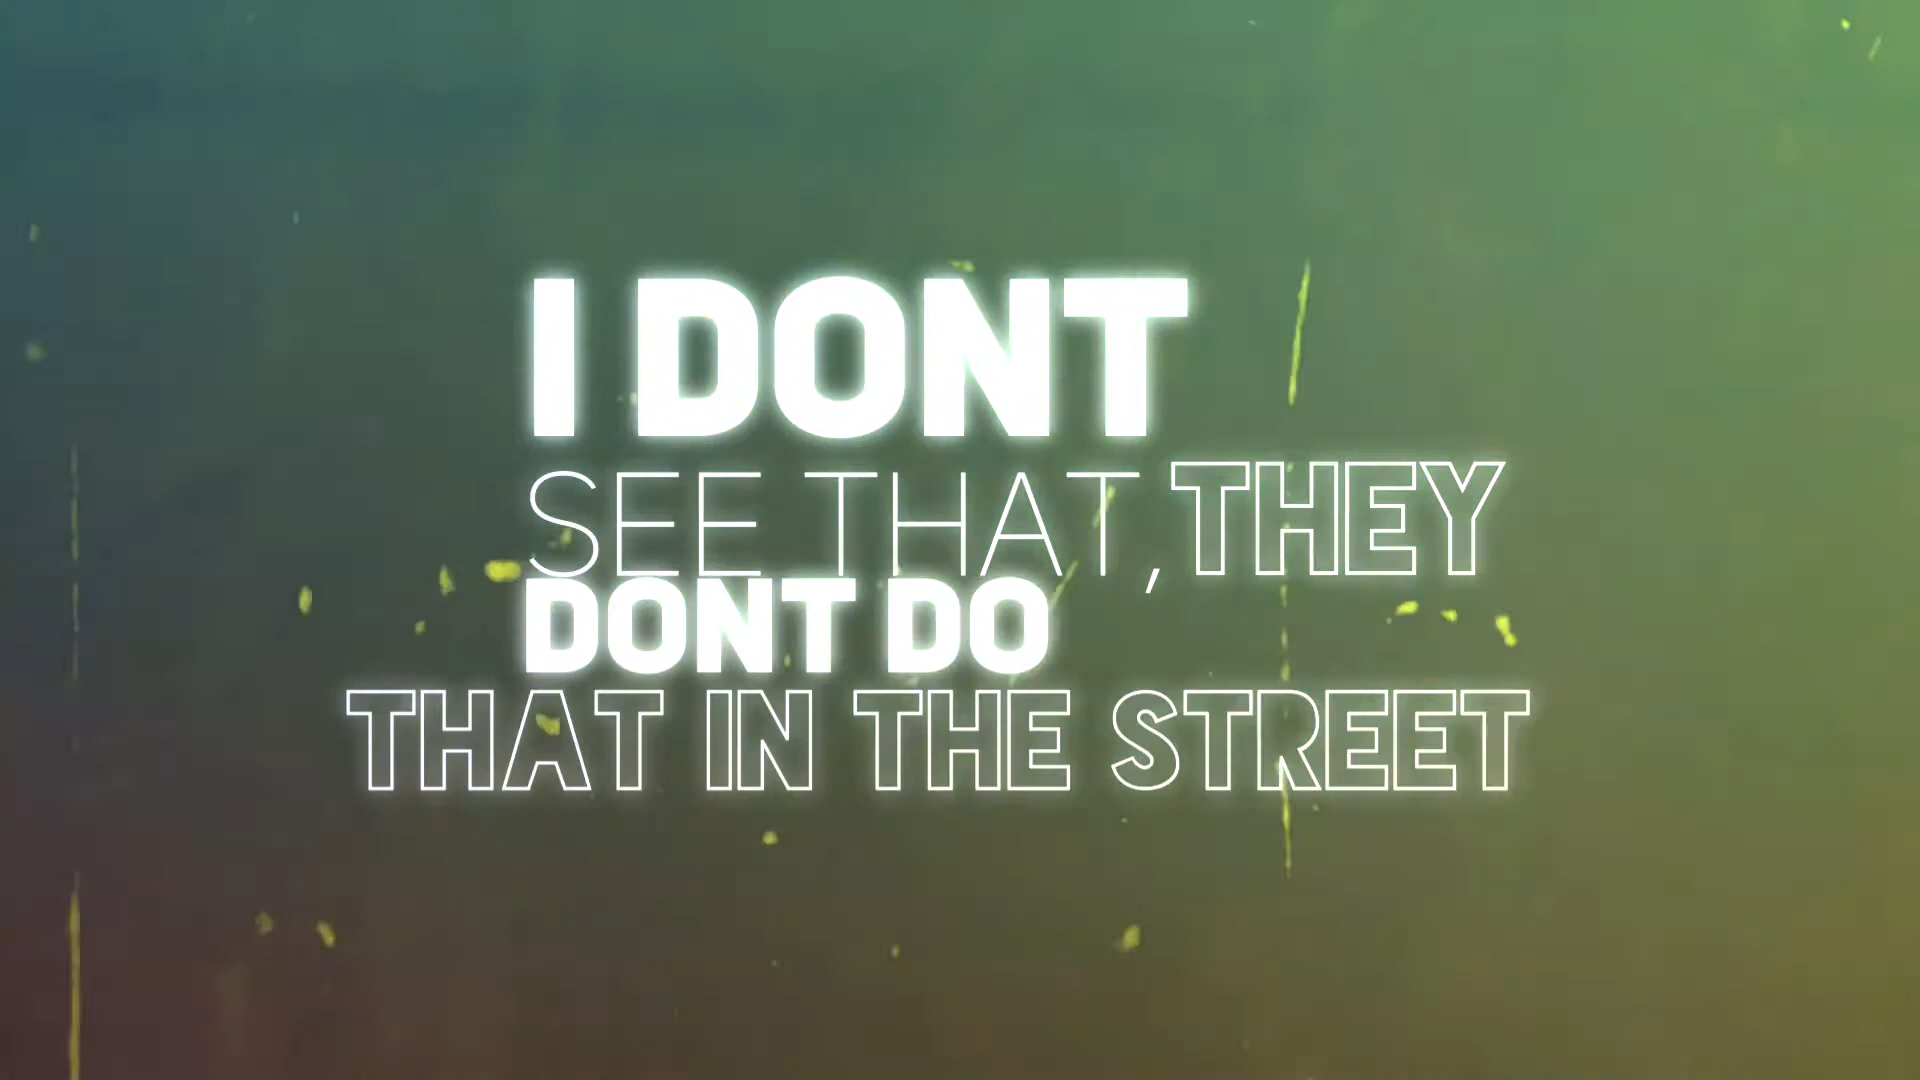 I DONT
SEE THAT, THEY
DONT DO
THAT IN THE STREET